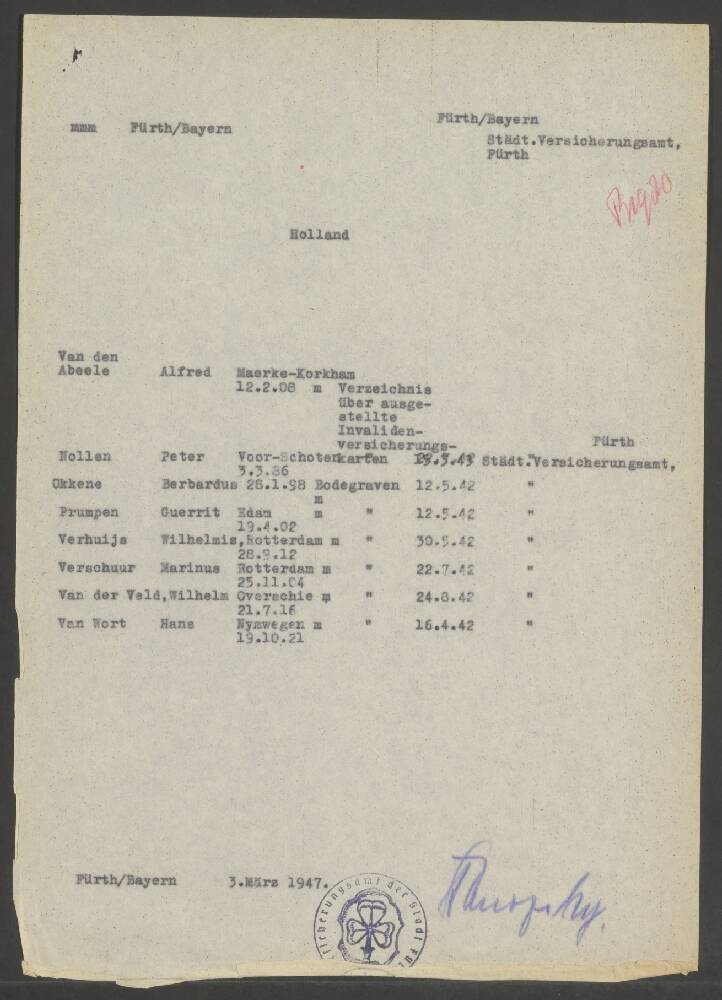 Fürth/Bayern
mmm Fürth/Bayern
Städt.Versicherungsamt,
Fürth
Holland
Van den
Abeele Alfred Maerke-Korkham
12.2.08 m Verzeichnis
über ausge-
stellte
Invaliden-
versicherungs- Fürth
Nollen Peter Voor-Schoten karten Städt.Versicherungsamt,
3.3.86
Okkene Berbardus 28.1.98 Bodegraven 12.5.42 "
m
Prumpen Guerrit Edam m " 12.5.42 "
19.4.02
Verhuijs Wilhelmis,Rotterdam m " 30.5.42 "
28.9.12
Verschuur Marinus Rotterdam m " 22.7.42 "
25.11.04
Van der Veld,Wilhelm Overschie m " 24.8.42 "
21.7.16
Van Wort Hans Nymwegen m " 16.4.42 "
19.10.21
Fürth/Bayern 3.März 1947.